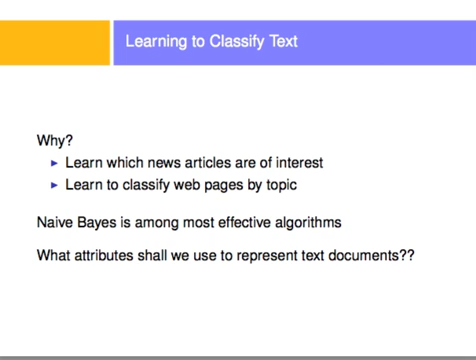 Learning to Classify Text
Why?
Learn which news articles are of interest
Learn to classify web pages by topic
Naive Bayes is among most effective algorithms
What attributes shall we use to represent text documents??